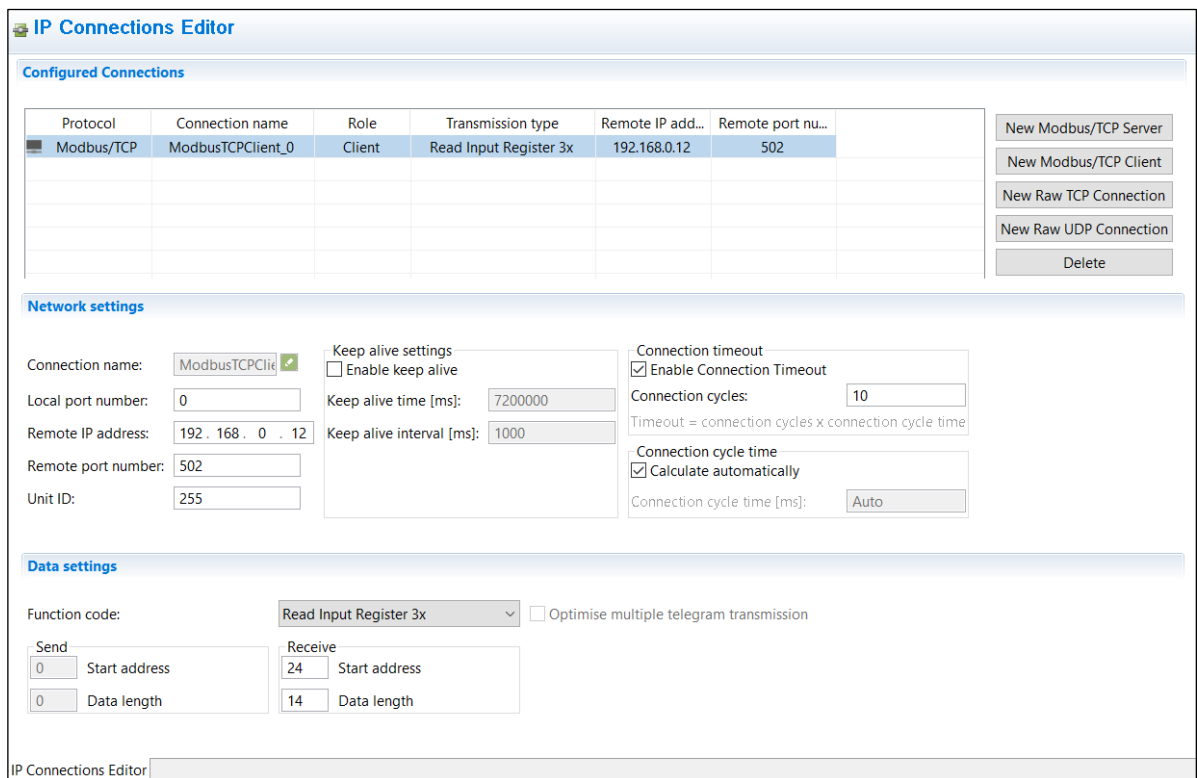 IP Connections Editor
Configured Connections
Protocol Connection name Role Transmission type Remote IP add... Remote port nu...
Modbus/TCP ModbusTCPClient_0 Client Read Input Register 3x 192.168.0.12 502
New Modbus/TCP Server
New Modbus/TCP Client
New Raw TCP Connection
New Raw UDP Connection
Delete
Network settings
Connection name: ModbusTCPClie
Local port number: 0
Remote IP address: 192 . 168 . 0 . 12
Remote port number: 502
Unit ID: 255
Keep alive settings
Enable keep alive
Keep alive time [ms]: 7200000
Keep alive interval [ms]: 1000
Connection timeout
Enable Connection Timeout
Connection cycles: 10
Timeout = connection cycles x connection cycle time
Connection cycle time
Calculate automatically
Connection cycle time [ms]: Auto
Data settings
Function code: Read Input Register 3x Optimise multiple telegram transmission
Send
0 Start address
0 Data length
Receive
24 Start address
14 Data length
IP Connections Editor